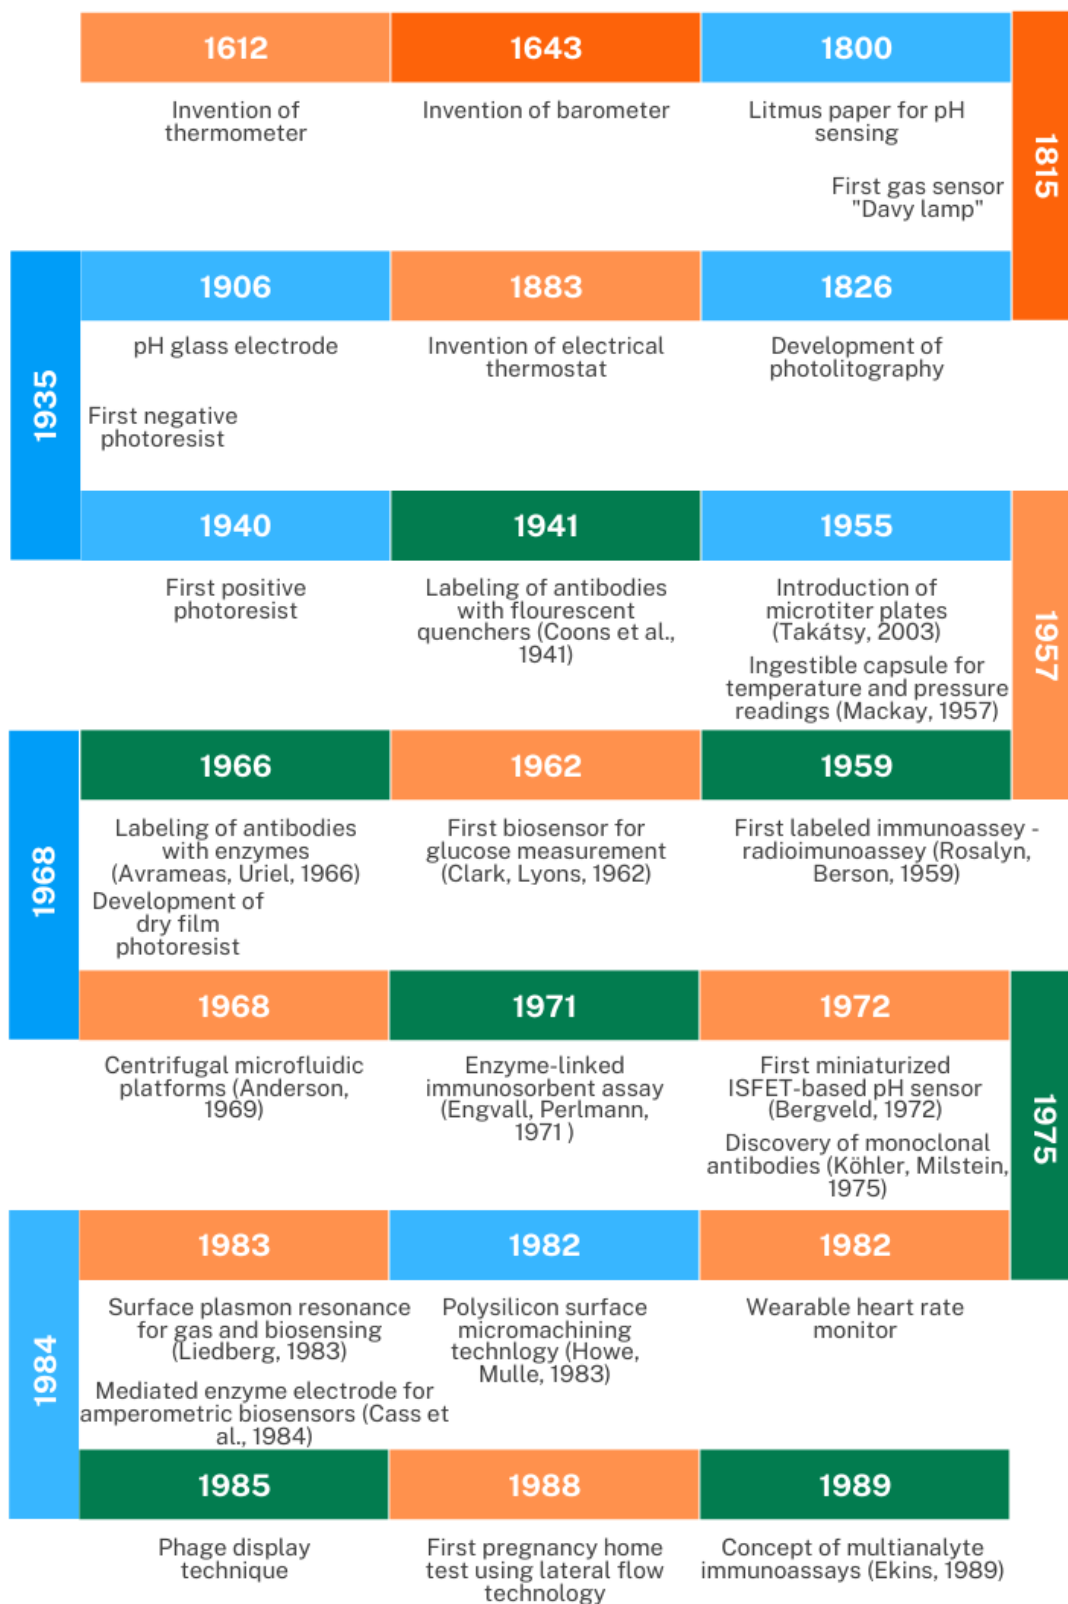 1612
Invention of
thermometer
1643
Invention of barometer
1800
Litmus paper for pH
sensing
1815
First gas sensor
"Davy lamp"
1826
Development of
photolitography
1883
Invention of electrical
thermostat
1906
pH glass electrode
1935
First negative
photoresist
1940
First positive
photoresist
1941
Labeling of antibodies
with flourescent
quenchers (Coons et al.,
1941)
1955
Introduction of
microtiter plates
(Takátsy, 2003)
1957
Ingestible capsule for
temperature and pressure
readings (Mackay, 1957)
1959
First labeled immunoassey -
radioimunoassey (Rosalyn,
Berson, 1959)
1962
First biosensor for
glucose measurement
(Clark, Lyons, 1962)
1966
Labeling of antibodies
with enzymes
(Avrameas, Uriel, 1966)
1968
Development of
dry film
photoresist
1968
Centrifugal microfluidic
platforms (Anderson,
1969)
1971
Enzyme-linked
immunosorbent assay
(Engvall, Perlmann,
1971 )
1972
First miniaturized
ISFET-based pH sensor
(Bergveld, 1972)
1975
Discovery of monoclonal
antibodies (Köhler, Milstein,
1975)
1982
Wearable heart rate
monitor
1982
Polysilicon surface
micromachining
technlogy (Howe,
Mulle, 1983)
1983
Surface plasmon resonance
for gas and biosensing
(Liedberg, 1983)
1984
Mediated enzyme electrode for
amperometric biosensors (Cass et
al., 1984)
1985
Phage display
technique
1988
First pregnancy home
test using lateral flow
technology
1989
Concept of multianalyte
immunoassays (Ekins, 1989)